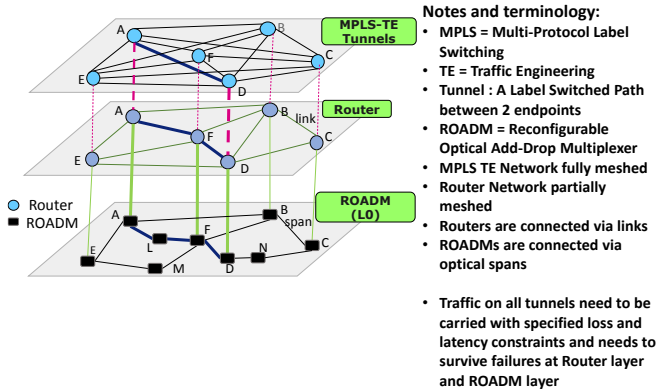 MPLS-TE
Tunnels
A
B
F
C
E
D
Router
A
B
link
F
C
E
D
Router
ROADM
ROADM
(L0)
A
B
span
F
E
L
N
C
D
M
Notes and terminology:
• MPLS = Multi-Protocol Label
Switching
• TE = Traffic Engineering
• Tunnel : A Label Switched Path
between 2 endpoints
• ROADM = Reconfigurable
Optical Add-Drop Multiplexer
• MPLS TE Network fully meshed
• Router Network partially
meshed
• Routers are connected via links
• ROADMs are connected via
optical spans
• Traffic on all tunnels need to be
carried with specified loss and
latency constraints and needs to
survive failures at Router layer
and ROADM layer